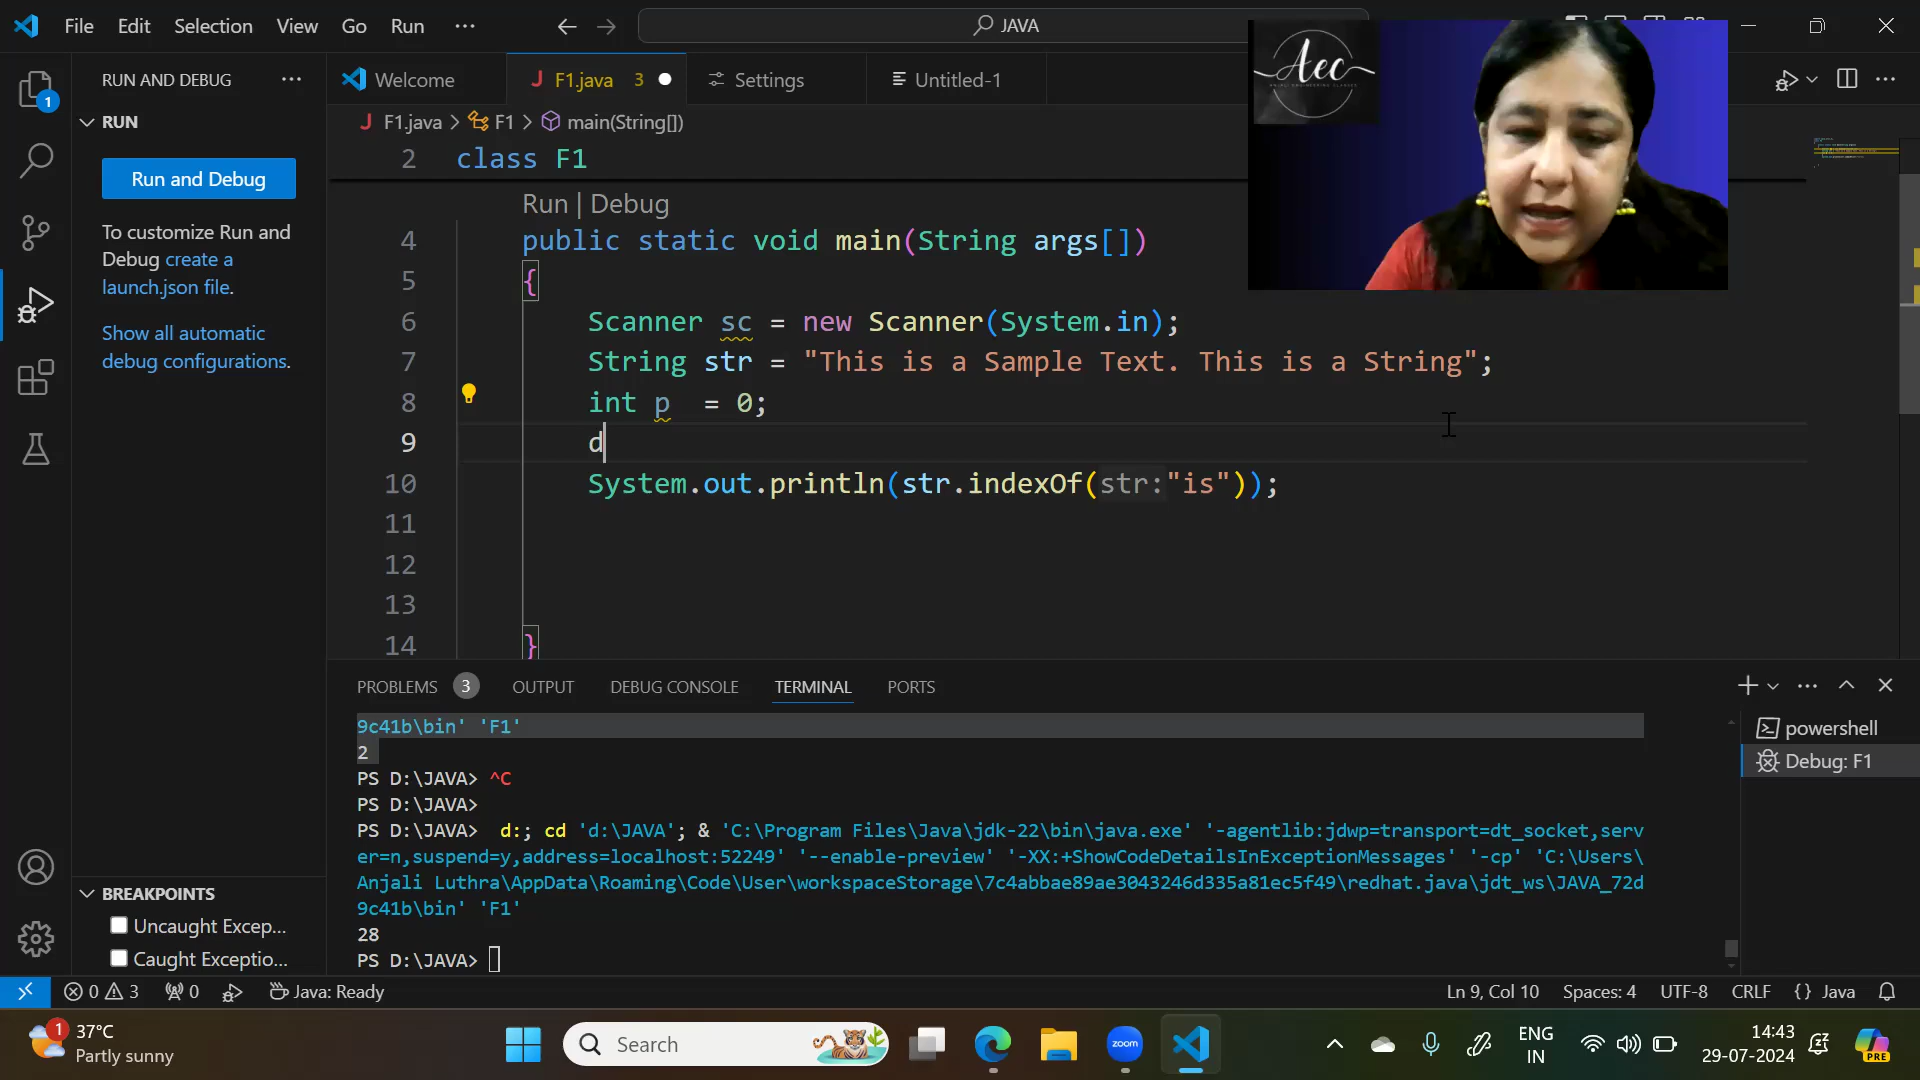 File Edit Selection View Go Run ··· JAVA
RUN AND DEBUG ···
Welcome F1.java 3 Settings Untitled-1
Aec
RUN
F1.java > F1 > main(String[])
Run and Debug
To customize Run and
Debug create a
launch.json file.
Show all automatic
debug configurations.
2 class F1
Run | Debug
4 public static void main(String args[])
5 {
6 Scanner sc = new Scanner(System.in);
7 String str = "This is a Sample Text. This is a String";
8 int p  = 0;
9 d
10 System.out.println(str.indexOf(str:"is"));
11
12
13
14 }
PROBLEMS 3 OUTPUT DEBUG CONSOLE TERMINAL PORTS
9c41b\bin' 'F1'
2
PS D:\JAVA> ^C
PS D:\JAVA>
PS D:\JAVA>  d:; cd 'd:\JAVA'; & 'C:\Program Files\Java\jdk-22\bin\java.exe' '-agentlib:jdwp=transport=dt_socket,serv
er=n,suspend=y,address=localhost:52249' '--enable-preview' '-XX:+ShowCodeDetailsInExceptionMessages' '-cp' 'C:\Users\
Anjali Luthra\AppData\Roaming\Code\User\workspaceStorage\7c4abbae89ae3043246d335a81ec5f49\redhat.java\jdt_ws\JAVA_72d
9c41b\bin' 'F1'
28
PS D:\JAVA>
powershell
Debug: F1
BREAKPOINTS
Uncaught Excep...
Caught Exceptio...
1
0 3 0 Java: Ready Ln 9, Col 10 Spaces: 4 UTF-8 CRLF {} Java
1
37°C
Partly sunny
Search
zoom
ENG
IN
14:43
29-07-2024
PRE